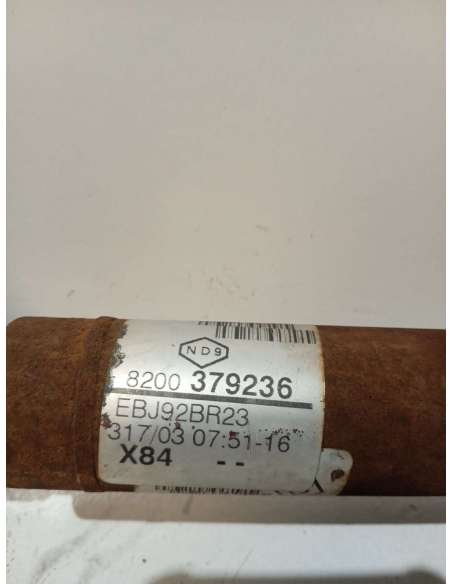 ND9
8200 379236
EBJ92BR23
317/03 07:51-16
X84 --